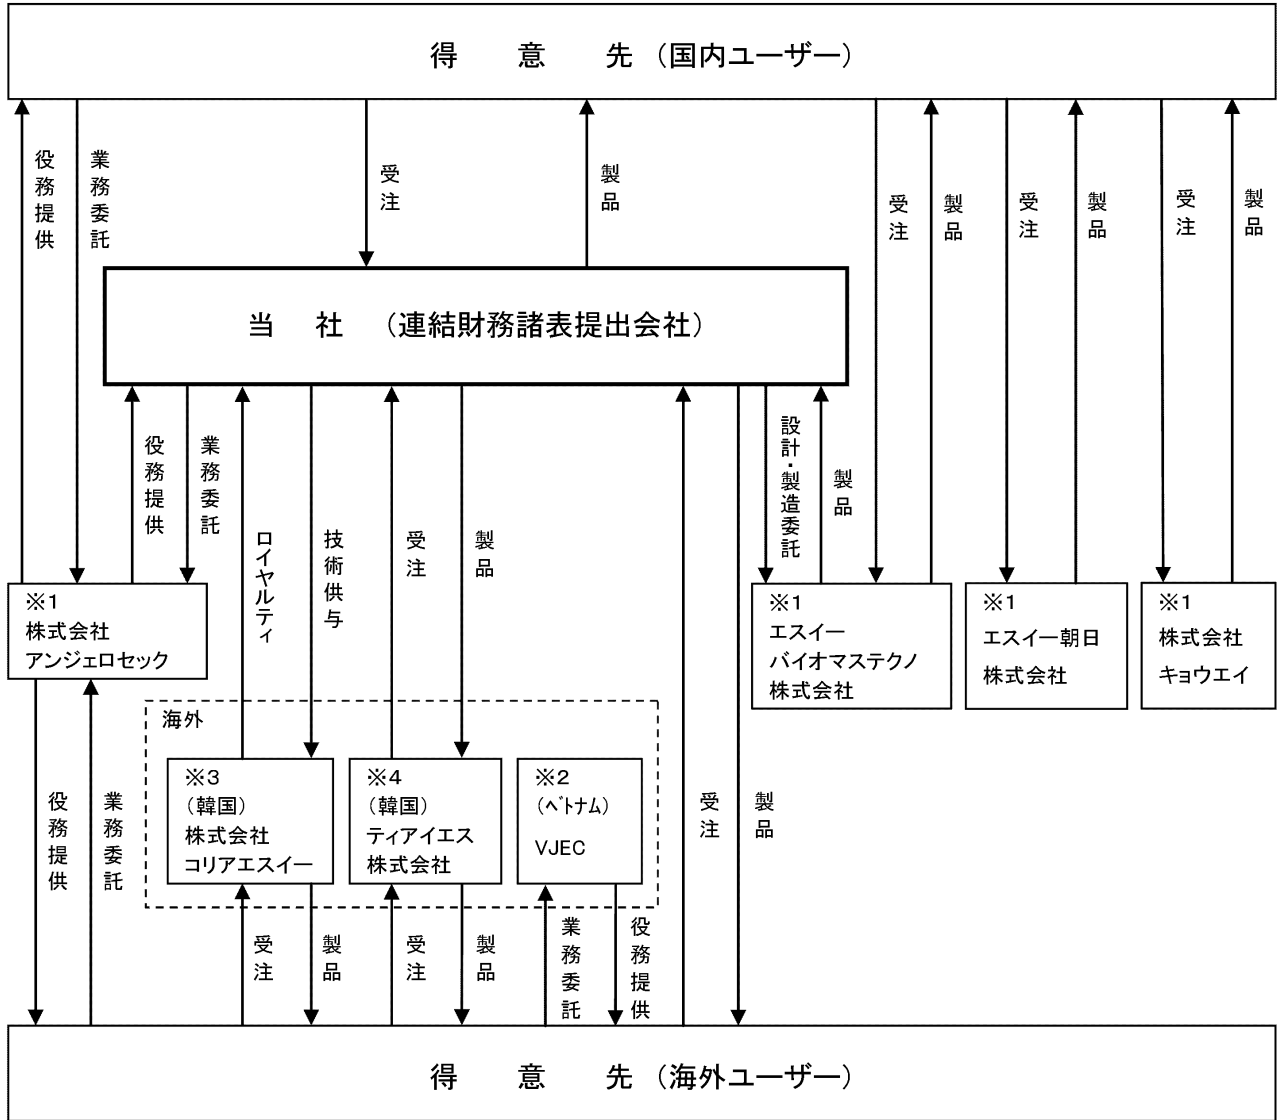 得　意　先（国内ユーザー）
役務提供
業務委託
受注
製品
受注
製品
受注
製品
受注
製品
当　社　（連結財務諸表提出会社）
役務提供
業務委託
ロイヤルティ
技術供与
受注
製品
設計・製造委託
製品
※1
株式会社
アンジェロセック
※1
エスイー
バイオマステクノ
株式会社
※1
エスイー朝日
株式会社
※1
株式会社
キョウエイ
海外
※3
（韓国）
株式会社
コリアエスイー
※4
（韓国）
ティアイエス
株式会社
※2
（ﾍﾞﾄﾅﾑ）
VJEC
役務提供
業務委託
受注
製品
受注
製品
受注
製品
業務委託
役務提供
得　意　先（海外ユーザー）